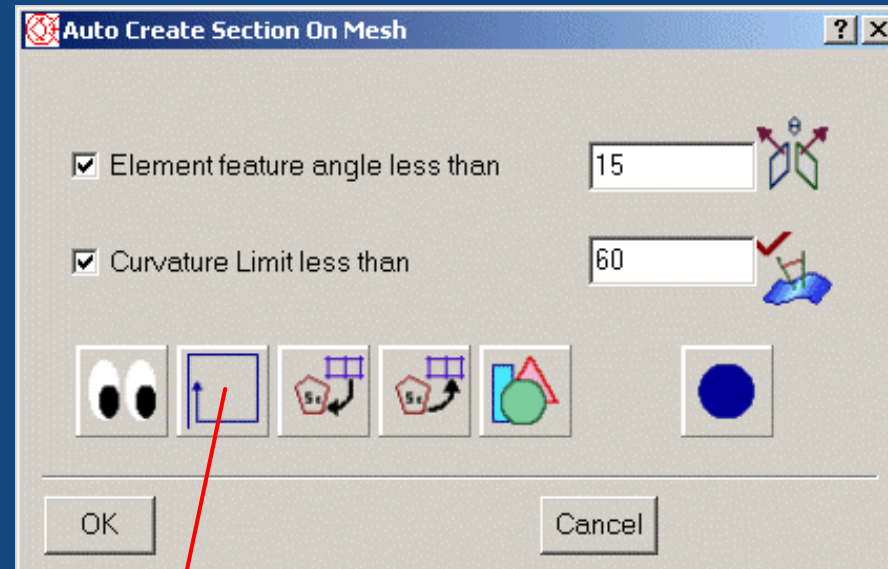 Auto Create Section On Mesh
Element feature angle less than
15
θ
Curvature Limit less than
60
OK
Cancel